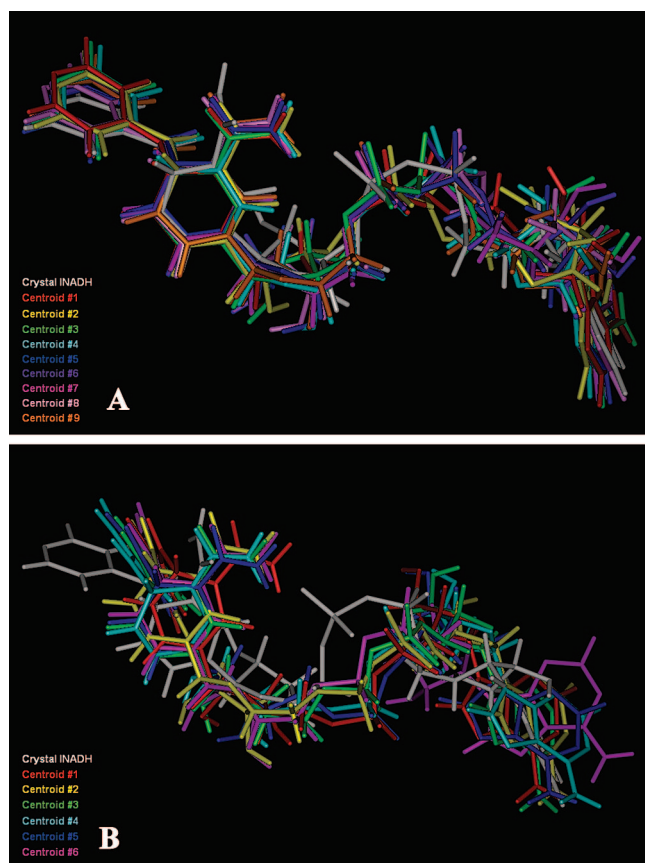 Crystal INADH
Centroid #1
Centroid #2
Centroid #3
Centroid #4
Centroid #5
Centroid #6
Centroid #7
Centroid #8
Centroid #9
A
Crystal INADH
Centroid #1
Centroid #2
Centroid #3
Centroid #4
Centroid #5
Centroid #6
B